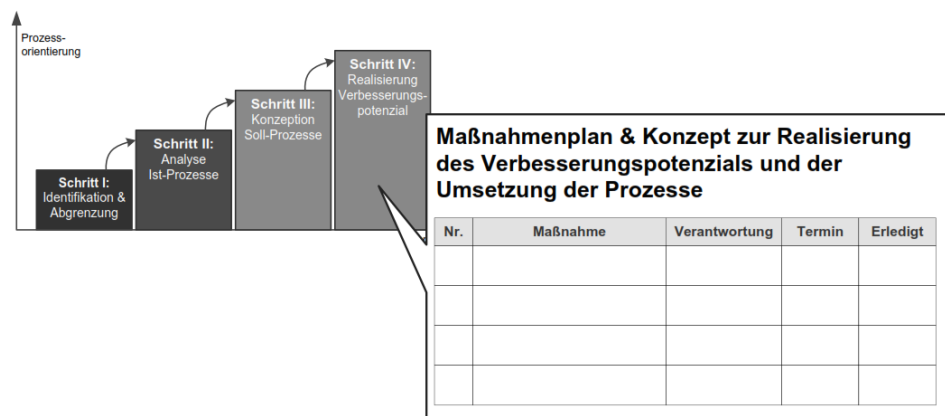 Prozess-
orientierung
Schritt I:
Identifikation &
Abgrenzung
Schritt II:
Analyse
Ist-Prozesse
Schritt III:
Konzeption
Soll-Prozesse
Schritt IV:
Realisierung
Verbesserungs-
potenzial
Maßnahmenplan & Konzept zur Realisierung
des Verbesserungspotenzials und der
Umsetzung der Prozesse
Nr. Maßnahme Verantwortung Termin Erledigt